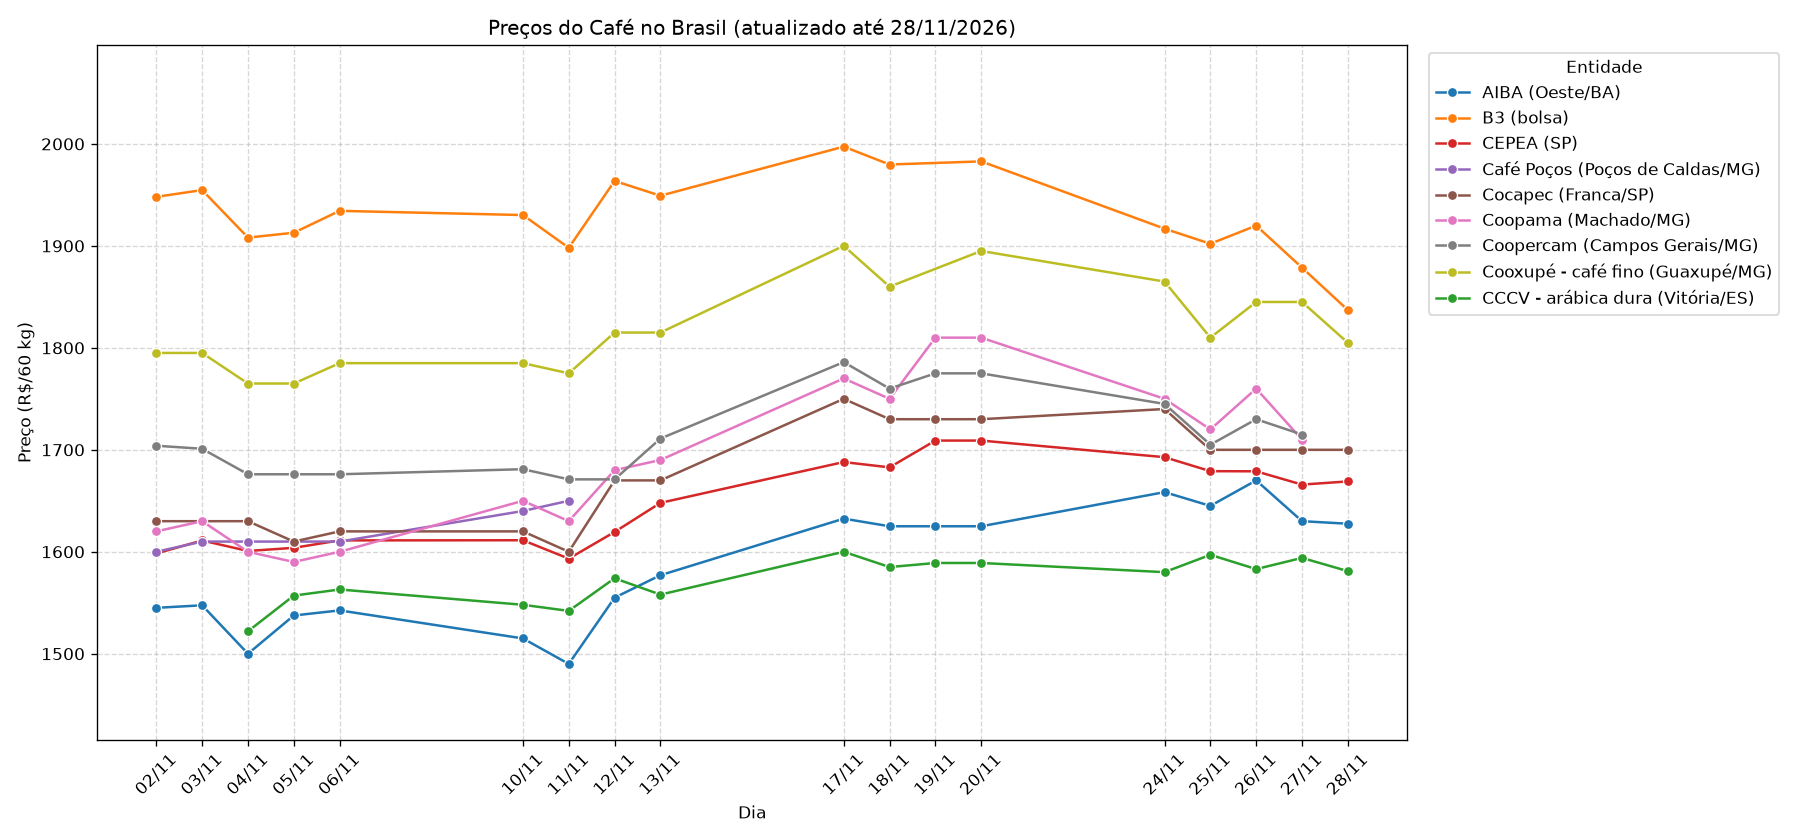 Preços do Café no Brasil (atualizado até 28/11/2026)
Entidade
AIBA (Oeste/BA)
B3 (bolsa)
CEPEA (SP)
Café Poços (Poços de Caldas/MG)
Cocapec (Franca/SP)
Coopama (Machado/MG)
Coopercam (Campos Gerais/MG)
Cooxupé - café fino (Guaxupé/MG)
CCCV - arábica dura (Vitória/ES)
Preço (R$/60 kg)
2000
1900
1800
1700
1600
1500
02/11 03/11 04/11 05/11 06/11 10/11 11/11 12/11 13/11 17/11 18/11 19/11 20/11 24/11 25/11 26/11 27/11 28/11
Dia